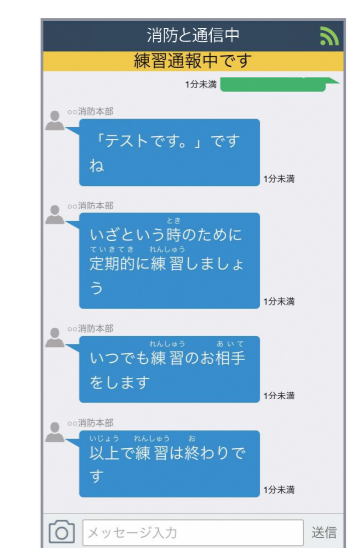 消防と通信中
練習通報中です
1分未満
○○消防本部
「テストです。」です
ね
1分未満
○○消防本部
とき
いざという時のために
ていきてき れんしゅう
定期的に練習しましょ
う
1分未満
○○消防本部
れんしゅう あいて
いつでも練習のお相手
をします
1分未満
○○消防本部
いじょう れんしゅう お
以上で練習は終わりで
す
1分未満
メッセージ入力
送信